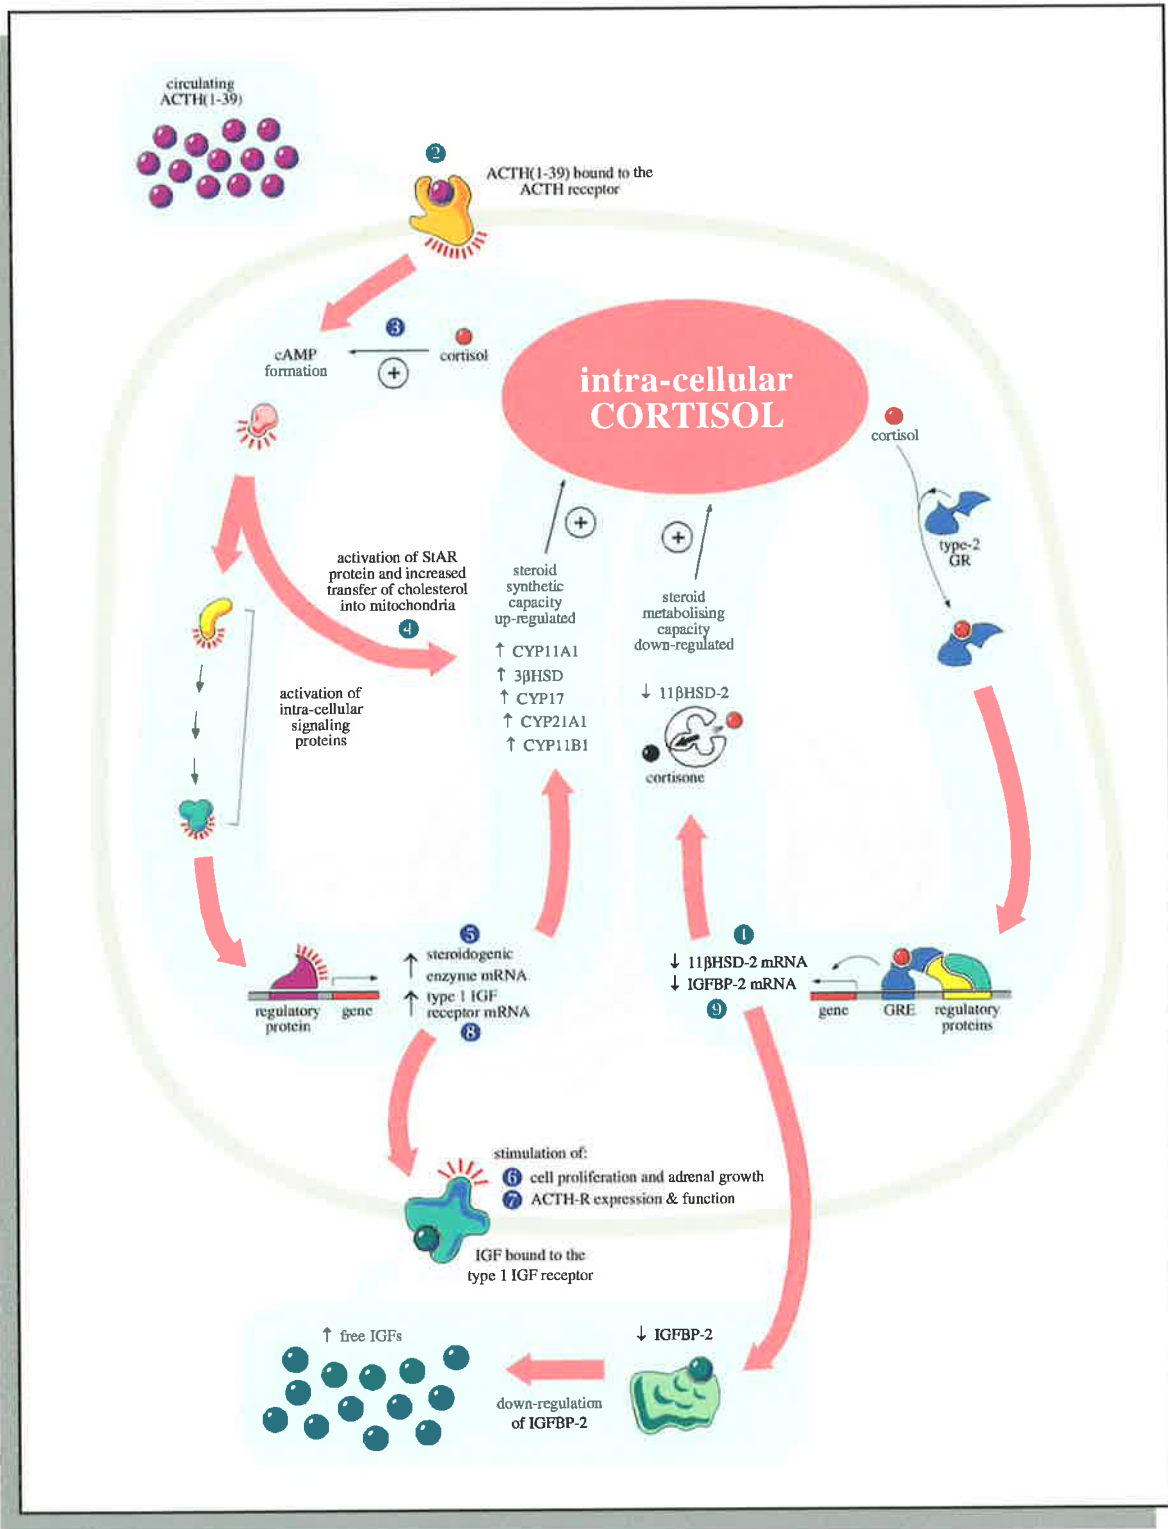 circulating
ACTH(1-39)
2
ACTH(1-39) bound to the
ACTH receptor
3
cAMP
formation
+
cortisol
intra-cellular
CORTISOL
cortisol
type-2
GR
+
+
activation of StAR
protein and increased
transfer of cholesterol
into mitochondria
4
steroid
synthetic
capacity
up-regulated
↑ CYP11A1
↑ 3βHSD
↑ CYP17
↑ CYP21A1
↑ CYP11B1
steroid
metabolising
capacity
down-regulated
↓ 11βHSD-2
cortisone
activation of
intra-cellular
signaling
proteins
5
↑ steroidogenic
enzyme mRNA
↑ type 1 IGF
receptor mRNA
8
regulatory
protein
gene
1
↓ 11βHSD-2 mRNA
↓ IGFBP-2 mRNA
9
gene
GRE
regulatory
proteins
stimulation of:
6 cell proliferation and adrenal growth
7 ACTH-R expression & function
IGF bound to the
type 1 IGF receptor
↑ free IGFs
↓ IGFBP-2
down-regulation
of IGFBP-2